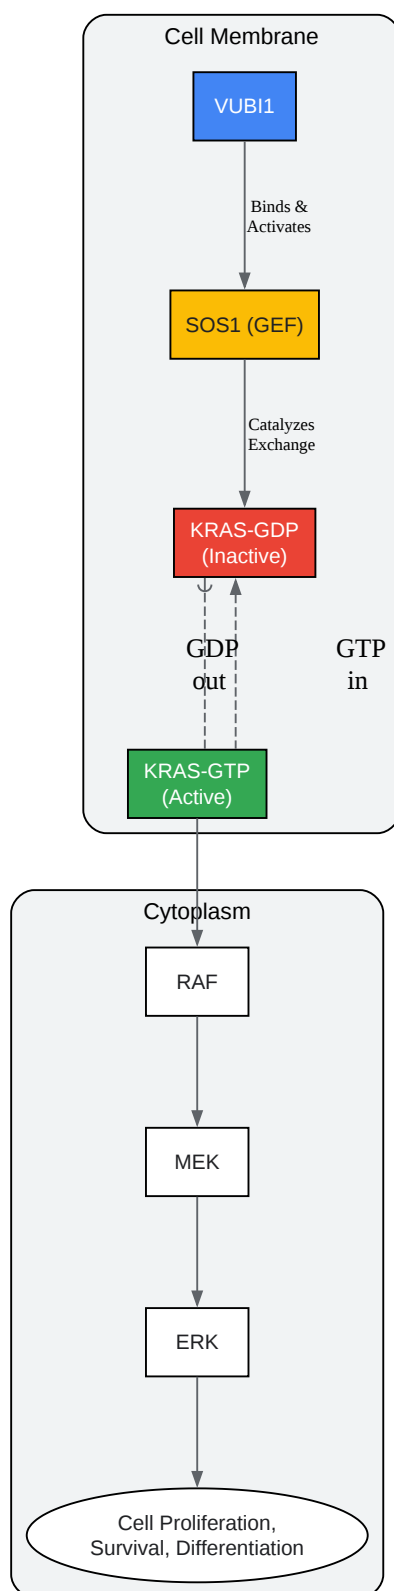 Cell Membrane
VUBI1
Binds &
Activates
SOS1 (GEF)
Catalyzes
Exchange
KRAS-GDP
(Inactive)
GDP
out
GTP
in
KRAS-GTP
(Active)
Cytoplasm
RAF
MEK
ERK
Cell Proliferation,
Survival, Differentiation